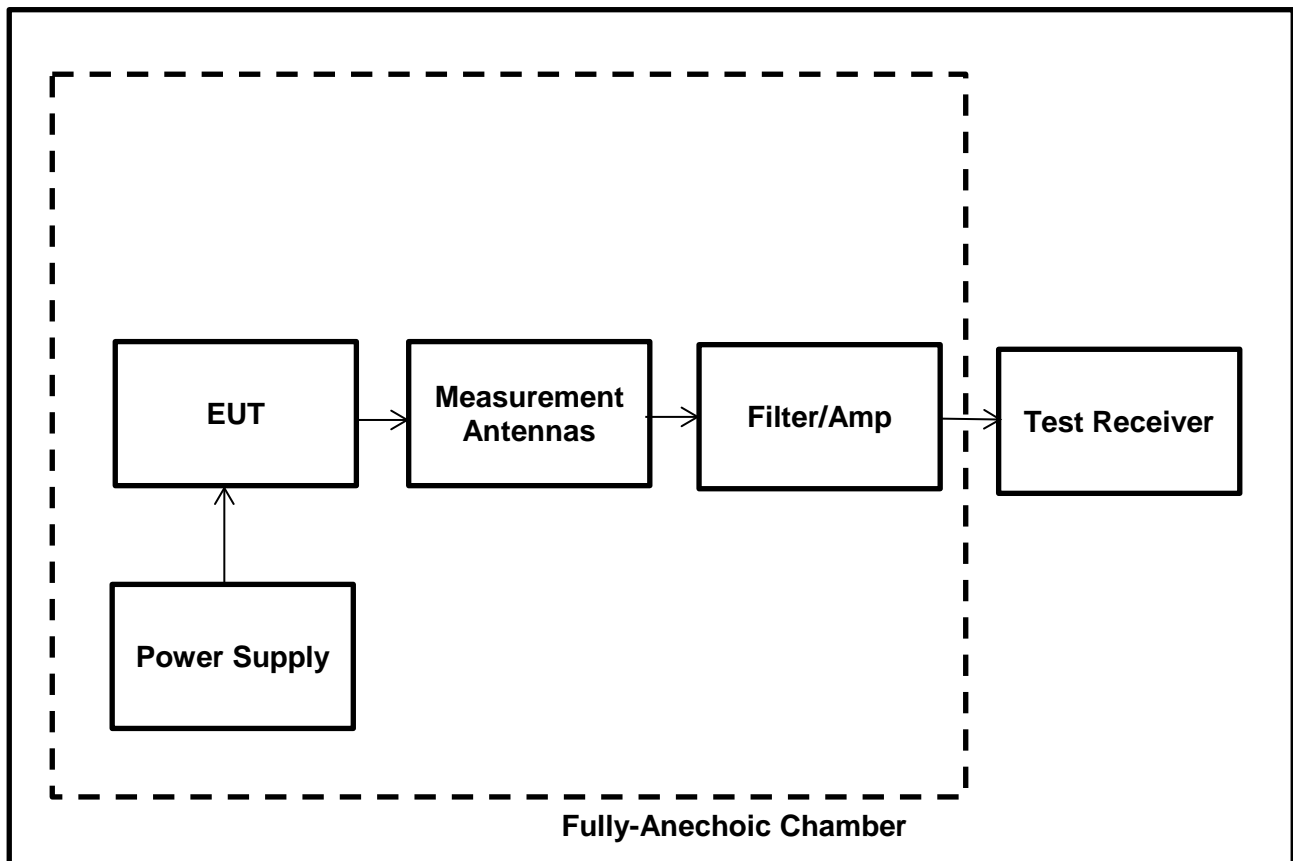 EUT
Measurement
Antennas
Filter/Amp
Test Receiver
Power Supply
Fully-Anechoic Chamber